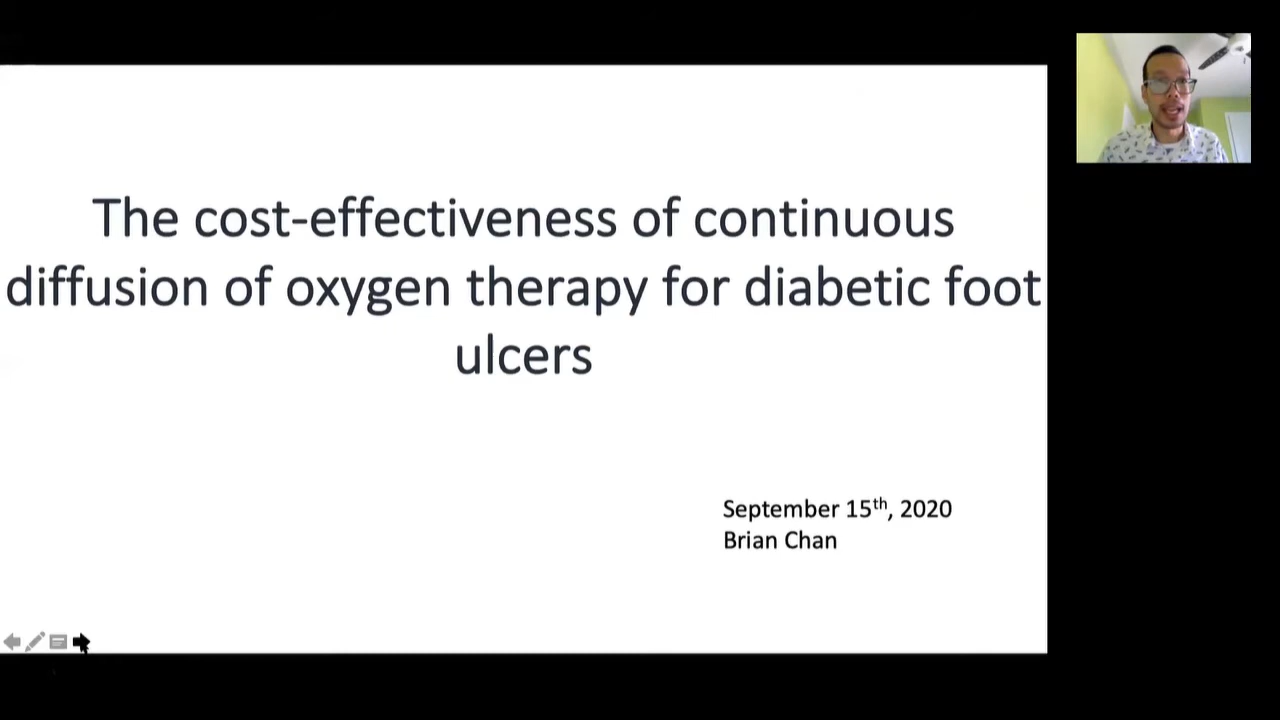 The cost-effectiveness of continuous
diffusion of oxygen therapy for diabetic foot
ulcers
September 15th, 2020
Brian Chan